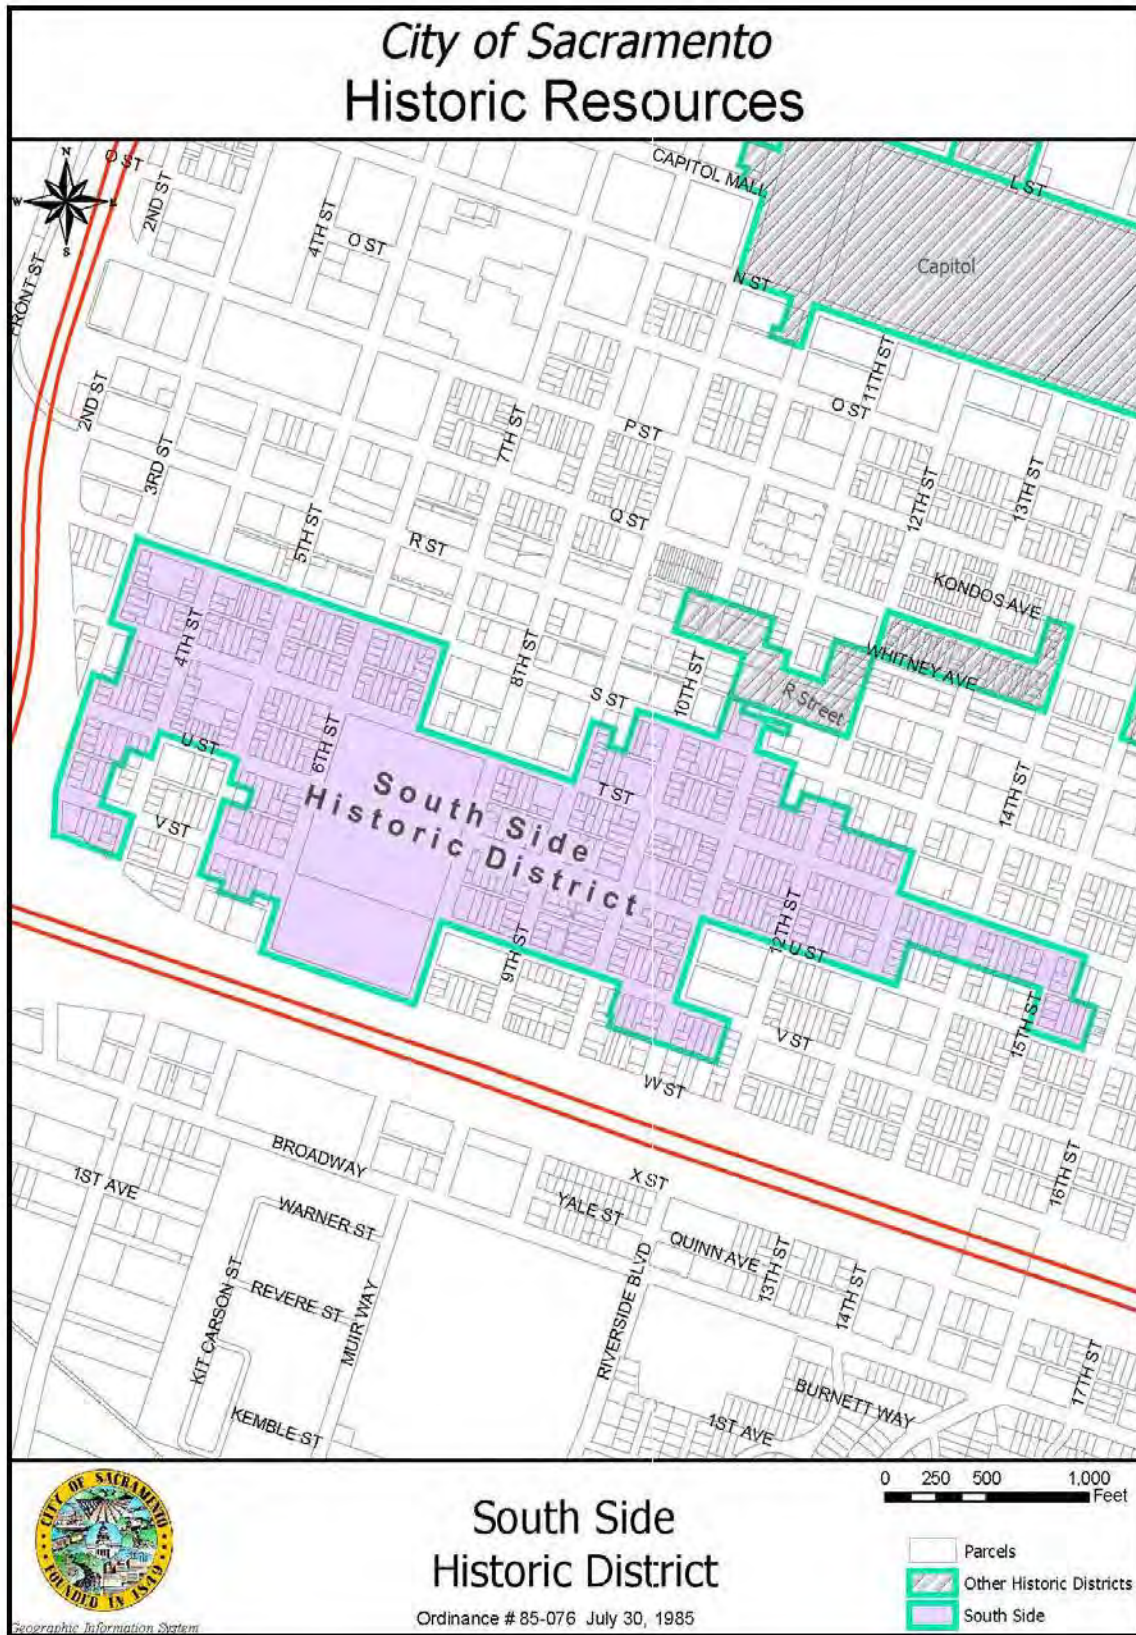 City of Sacramento
Historic Resources
N
W
S
O ST
2ND ST
4TH ST
O ST
CAPITOL MALL
L ST
Capitol
N ST
FRONT ST
2ND ST
3RD ST
5TH ST
R ST
7TH ST
P ST
Q ST
11TH ST
O ST
12TH ST
13TH ST
KONDOS AVE
WHITNEY AVE
4TH ST
8TH ST
S ST
10TH ST
R Street
U ST
6TH ST
V ST
South Side
Historic District
T ST
9TH ST
12TH ST
U ST
14TH ST
15TH ST
V ST
W ST
16TH ST
BROADWAY
1ST AVE
WARNER ST
X ST
YALE ST
QUINN AVE
RIVERSIDE BLVD
13TH ST
14TH ST
REVERE ST
KIT CARSON ST
MUIR WAY
KEMBLE ST
BURNETT WAY
1ST AVE
17TH ST
CITY OF SACRAMENTO
FOUNDED IN 1849
Geographic Information System
South Side
Historic District
Ordinance # 85-076 July 30, 1985
0 250 500 1,000
Feet
Parcels
Other Historic Districts
South Side